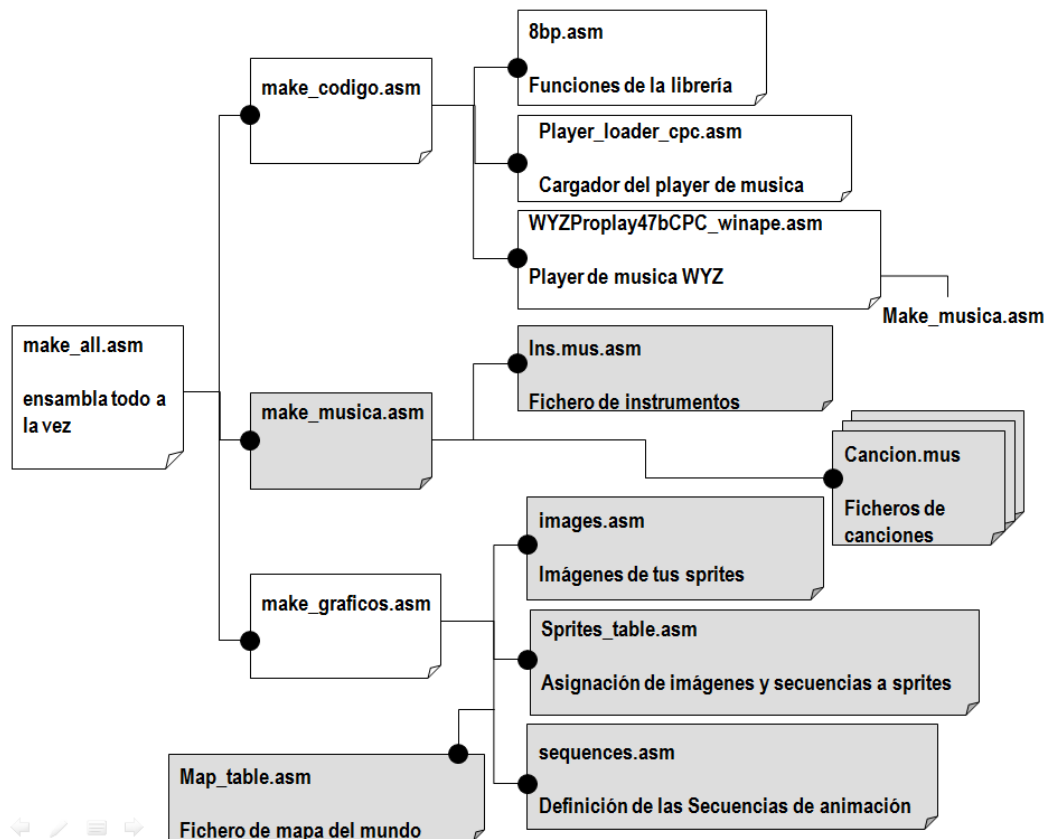 8bp.asm
Funciones de la librería
make_codigo.asm
Player_loader_cpc.asm
Cargador del player de musica
WYZProplay47bCPC_winape.asm
Player de musica WYZ
Make_musica.asm
make_all.asm
ensambla todo a
la vez
Ins.mus.asm
Fichero de instrumentos
make_musica.asm
Cancion.mus
Ficheros de
canciones
images.asm
Imágenes de tus sprites
make_graficos.asm
Sprites_table.asm
Asignación de imágenes y secuencias a sprites
sequences.asm
Definición de las Secuencias de animación
Map_table.asm
Fichero de mapa del mundo